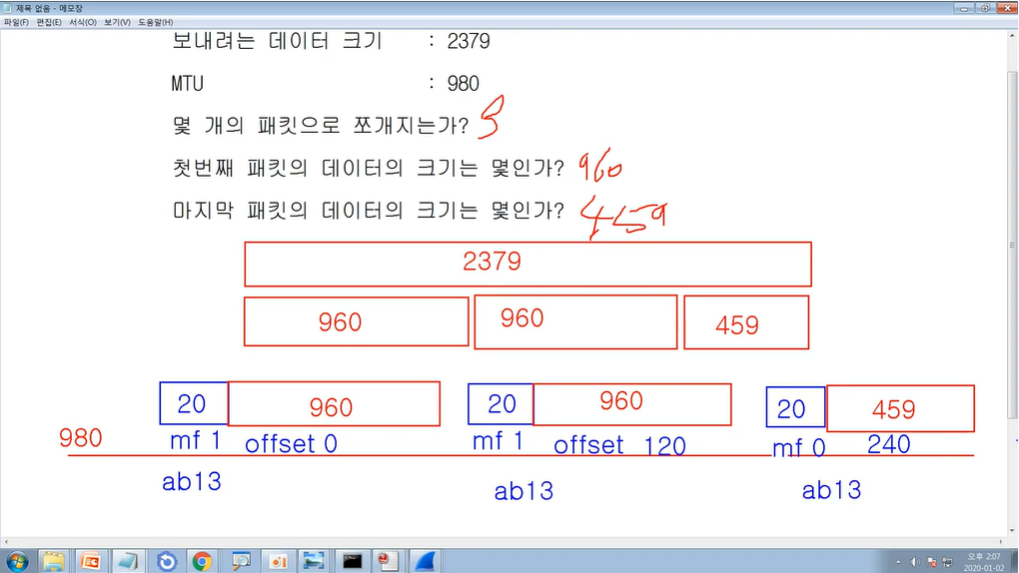 제목 없음 - 메모장
파일(F) 편집(E) 서식(O) 보기(V) 도움말(H)
보내려는 데이터 크기 : 2379
MTU : 980
몇 개의 패킷으로 쪼개지는가? 3
첫번째 패킷의 데이터의 크기는 몇인가? 960
마지막 패킷의 데이터의 크기는 몇인가? 459
2379
960 960 459
20 960 20 960 20 459
980 mf 1 offset 0 mf 1 offset 120 mf 0 240
ab13 ab13 ab13
오후 2:07
2020-01-02